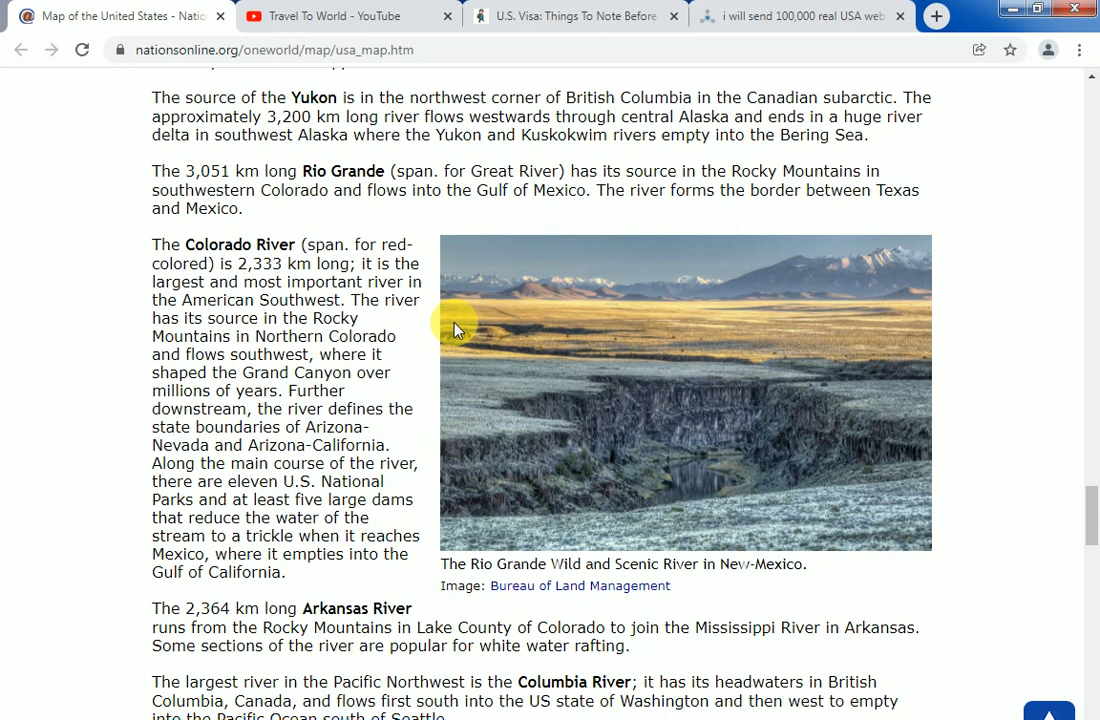 Map of the United States - Natio
Travel To World - YouTube
U.S. Visa: Things To Note Before
i will send 100,000 real USA web
nationsonline.org/oneworld/map/usa_map.htm
The source of the Yukon is in the northwest corner of British Columbia in the Canadian subarctic. The
approximately 3,200 km long river flows westwards through central Alaska and ends in a huge river
delta in southwest Alaska where the Yukon and Kuskokwim rivers empty into the Bering Sea.
The 3,051 km long Rio Grande (span. for Great River) has its source in the Rocky Mountains in
southwestern Colorado and flows into the Gulf of Mexico. The river forms the border between Texas
and Mexico.
The Colorado River (span. for red-
colored) is 2,333 km long; it is the
largest and most important river in
the American Southwest. The river
has its source in the Rocky
Mountains in Northern Colorado
and flows southwest, where it
shaped the Grand Canyon over
millions of years. Further
downstream, the river defines the
state boundaries of Arizona-
Nevada and Arizona-California.
Along the main course of the river,
there are eleven U.S. National
Parks and at least five large dams
that reduce the water of the
stream to a trickle when it reaches
Mexico, where it empties into the
Gulf of California.
The Rio Grande Wild and Scenic River in New-Mexico.
Image: Bureau of Land Management
The 2,364 km long Arkansas River
runs from the Rocky Mountains in Lake County of Colorado to join the Mississippi River in Arkansas.
Some sections of the river are popular for white water rafting.
The largest river in the Pacific Northwest is the Columbia River; it has its headwaters in British
Columbia, Canada, and flows first south into the US state of Washington and then west to empty
into the Pacific Ocean south of Seattle.